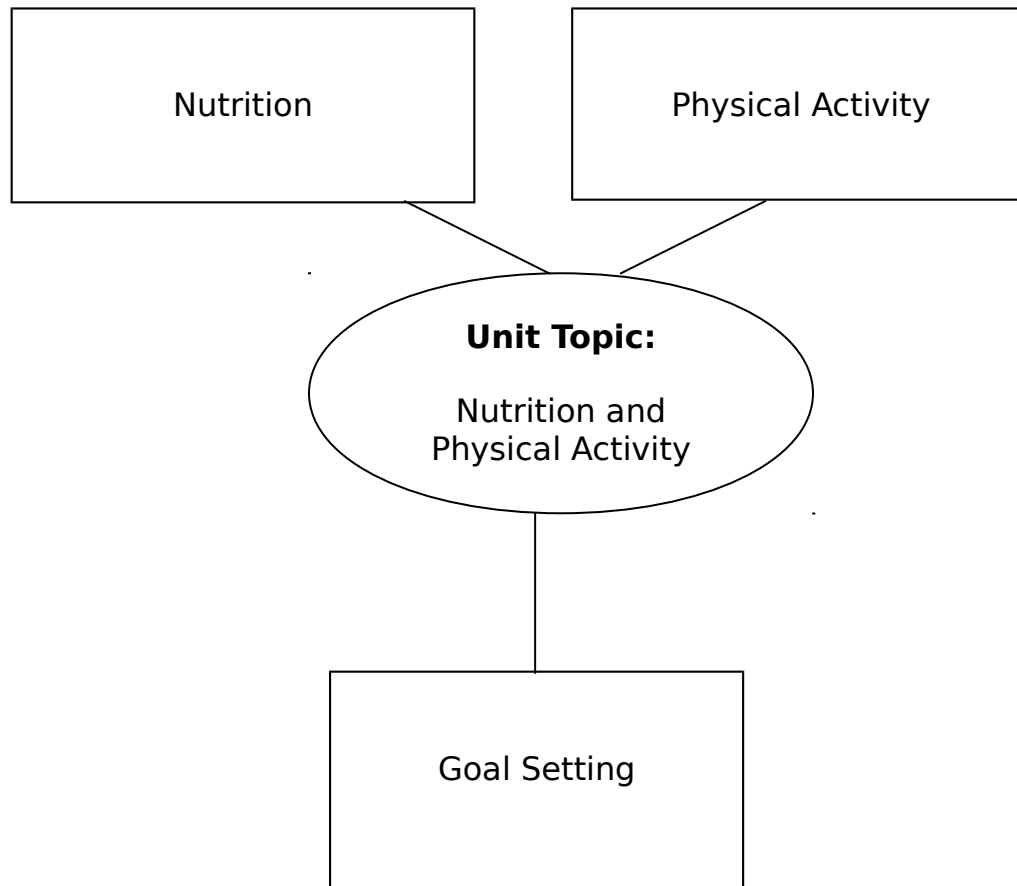 Nutrition
Physical Activity
Unit Topic:
Nutrition and
Physical Activity
Goal Setting